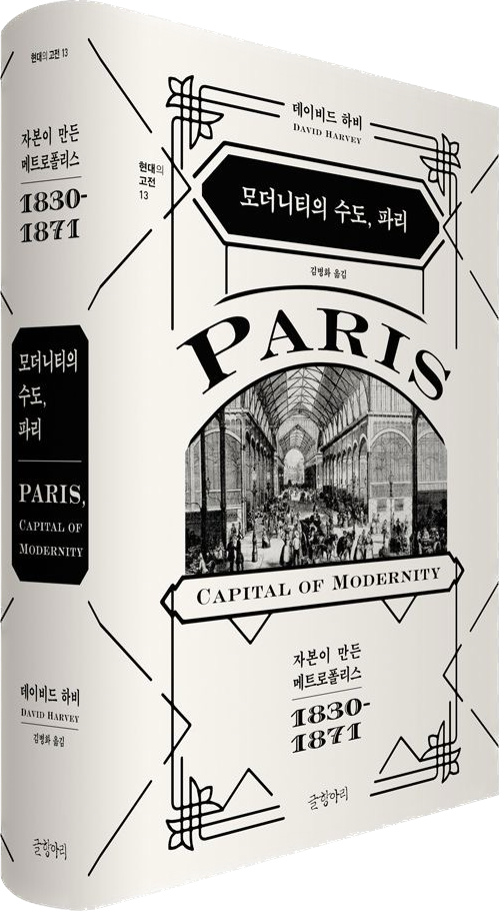 현대의 고전 13
자본이 만든
메트로폴리스
1830-
1871
모더니티의
수도,
파리
PARIS,
CAPITAL OF
MODERNITY
데이비드 하비
DAVID HARVEY
김병화 옮김
글항아리
데이비드 하비
DAVID HARVEY
현대의
고전
13
모더니티의 수도, 파리
김병화 옮김
PARIS
CAPITAL OF MODERNITY
자본이 만든
메트로폴리스
1830-
1871
글항아리